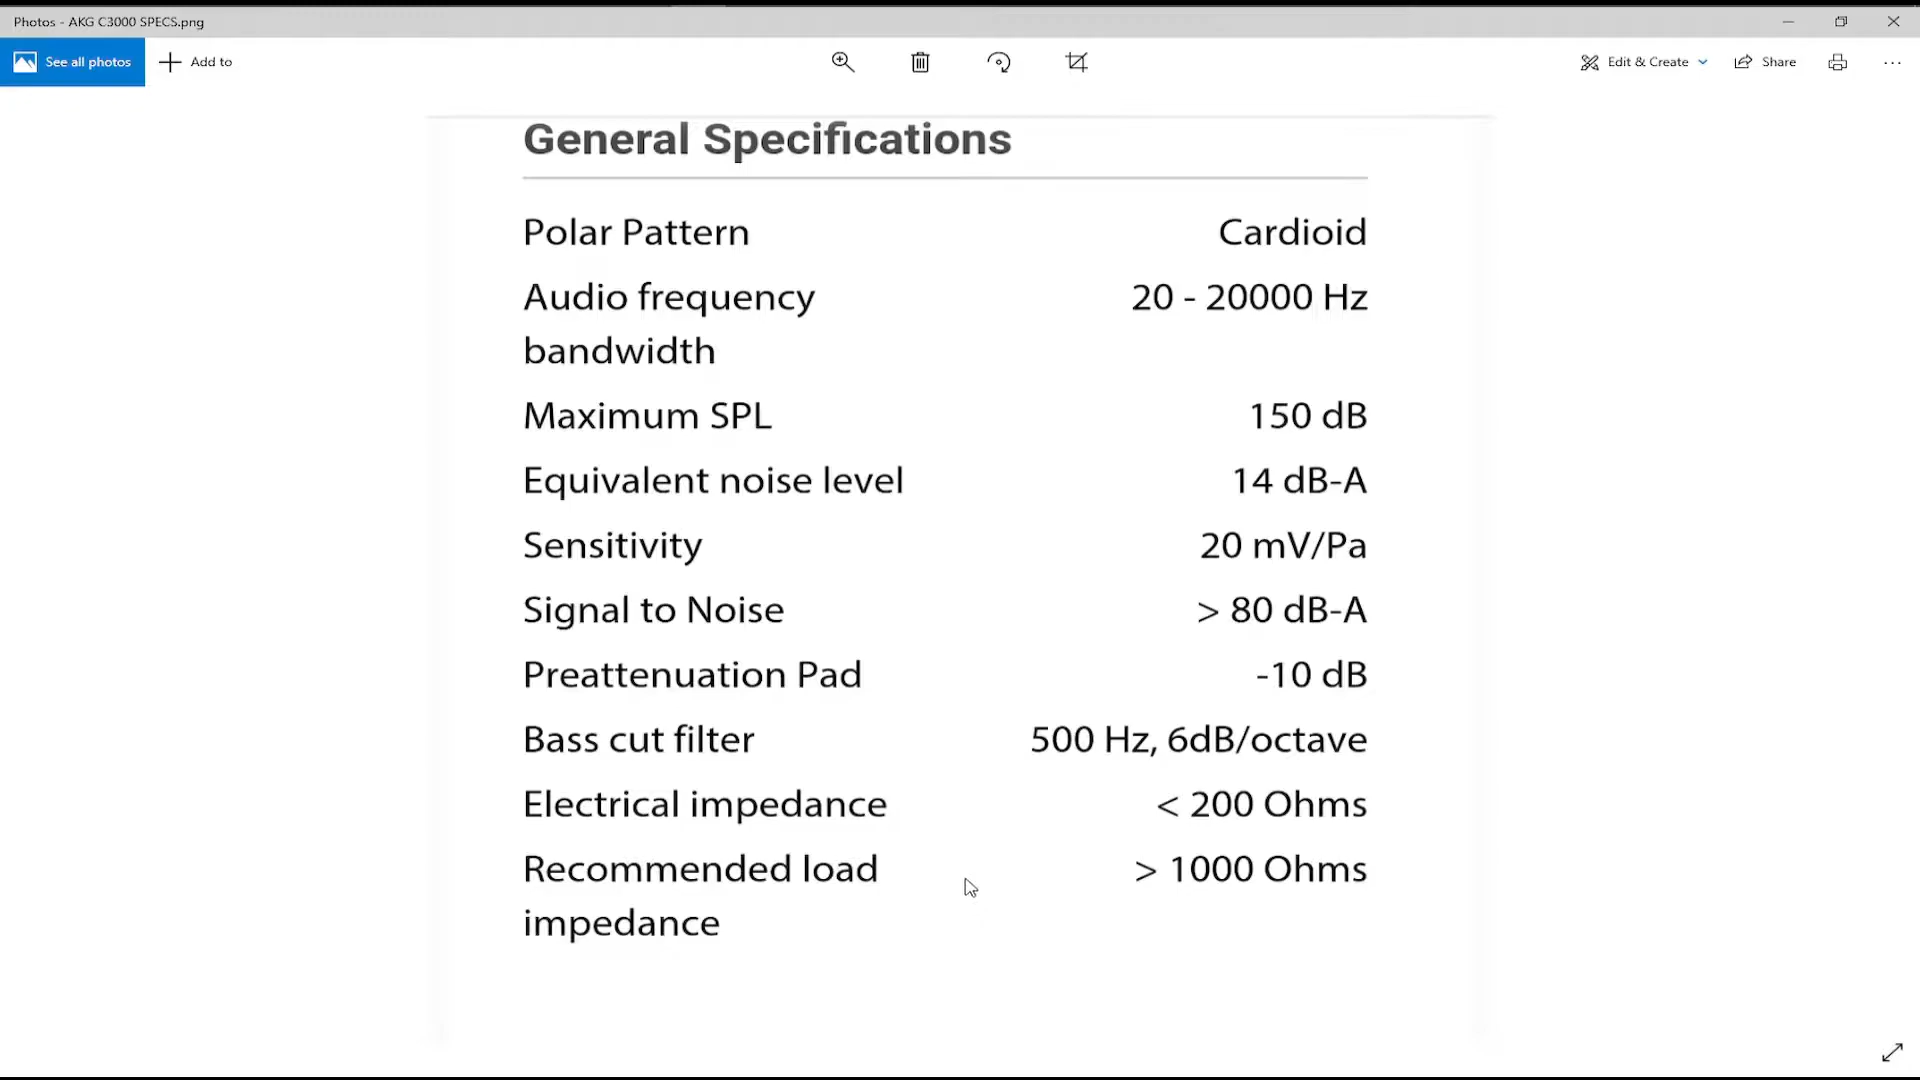 Photos - AKG C3000 SPECS.png
See all photos
Add to
Edit & Create
Share
General Specifications
Polar Pattern Cardioid
Audio frequency 20 - 20000 Hz
bandwidth
Maximum SPL 150 dB
Equivalent noise level 14 dB-A
Sensitivity 20 mV/Pa
Signal to Noise > 80 dB-A
Preattenuation Pad -10 dB
Bass cut filter 500 Hz, 6dB/octave
Electrical impedance < 200 Ohms
Recommended load > 1000 Ohms
impedance